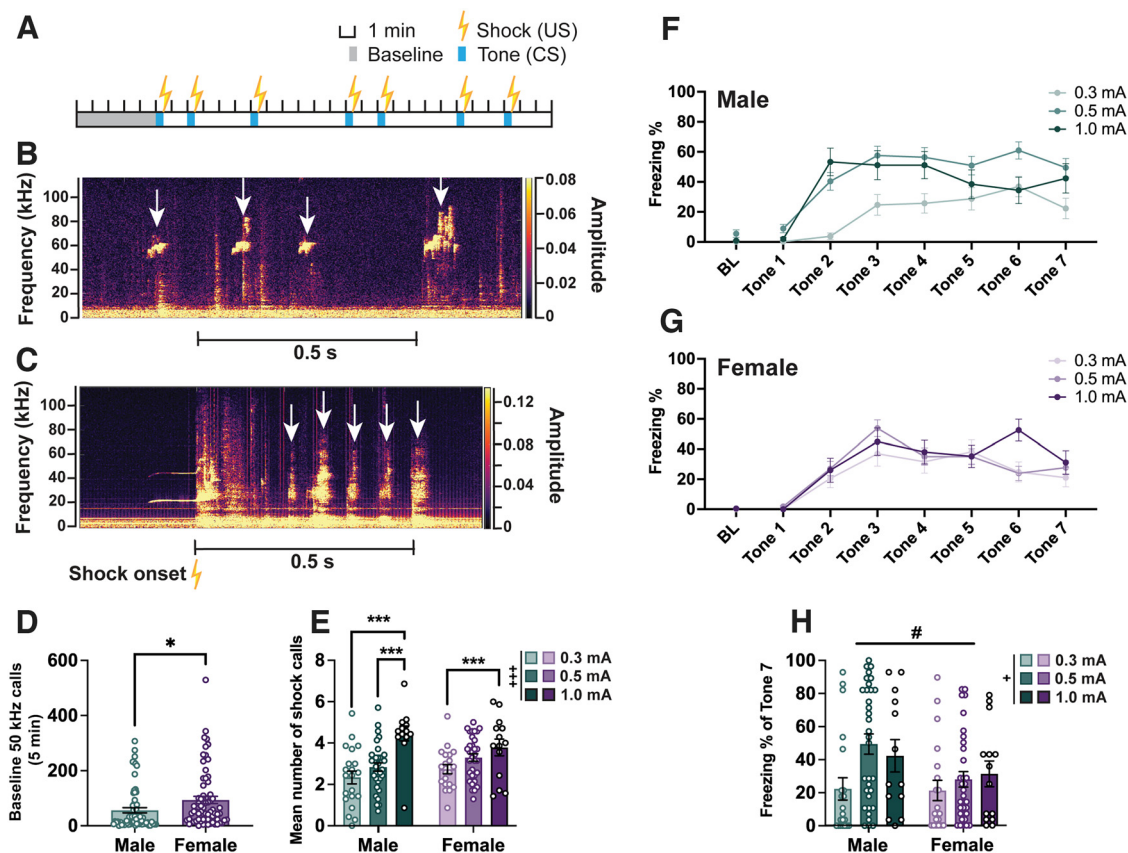 A
1 min
Shock (US)
Baseline
Tone (CS)
B
Frequency (kHz)
100
80
60
40
20
0
0.08
0.06
0.04
0.02
0
Amplitude
0.5 s
C
Frequency (kHz)
100
80
60
40
20
0
0.12
0.08
0.04
0
Amplitude
0.5 s
Shock onset
D
Baseline 50 kHz calls
(5 min)
600
400
200
0
*
Male
Female
E
Mean number of shock calls
8
6
4
2
0
***
***
***
+++
0.3 mA
0.5 mA
1.0 mA
Male
Female
F
Male
Freezing %
100
80
60
40
20
0
0.3 mA
0.5 mA
1.0 mA
BL
Tone 1
Tone 2
Tone 3
Tone 4
Tone 5
Tone 6
Tone 7
G
Female
Freezing %
100
80
60
40
20
0
0.3 mA
0.5 mA
1.0 mA
BL
Tone 1
Tone 2
Tone 3
Tone 4
Tone 5
Tone 6
Tone 7
H
Freezing % of Tone 7
100
80
60
40
20
0
#
+
0.3 mA
0.5 mA
1.0 mA
Male
Female